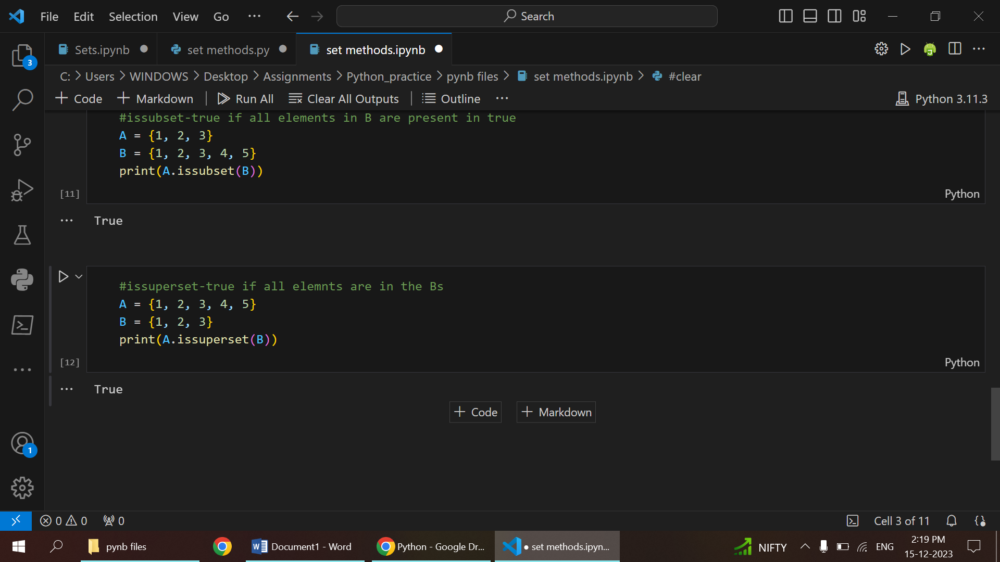 File Edit Selection View Go ··· Search
3 Sets.ipynb set methods.py set methods.ipynb
C: > Users > WINDOWS > Desktop > Assignments > Python_practice > pynb files > set methods.ipynb > #clear
+ Code + Markdown | Run All Clear All Outputs | Outline ··· Python 3.11.3
#issubset-true if all elements in B are present in true
A = {1, 2, 3}
B = {1, 2, 3, 4, 5}
print(A.issubset(B))
[11] Python
··· True
#issuperset-true if all elemnts are in the Bs
A = {1, 2, 3, 4, 5}
B = {1, 2, 3}
print(A.issuperset(B))
[12] Python
··· True
+ Code + Markdown
1
0 0 0 Cell 3 of 11
pynb files Document1 - Word Python - Google Dr... ● set methods.ipyn... NIFTY ENG 2:19 PM
15-12-2023